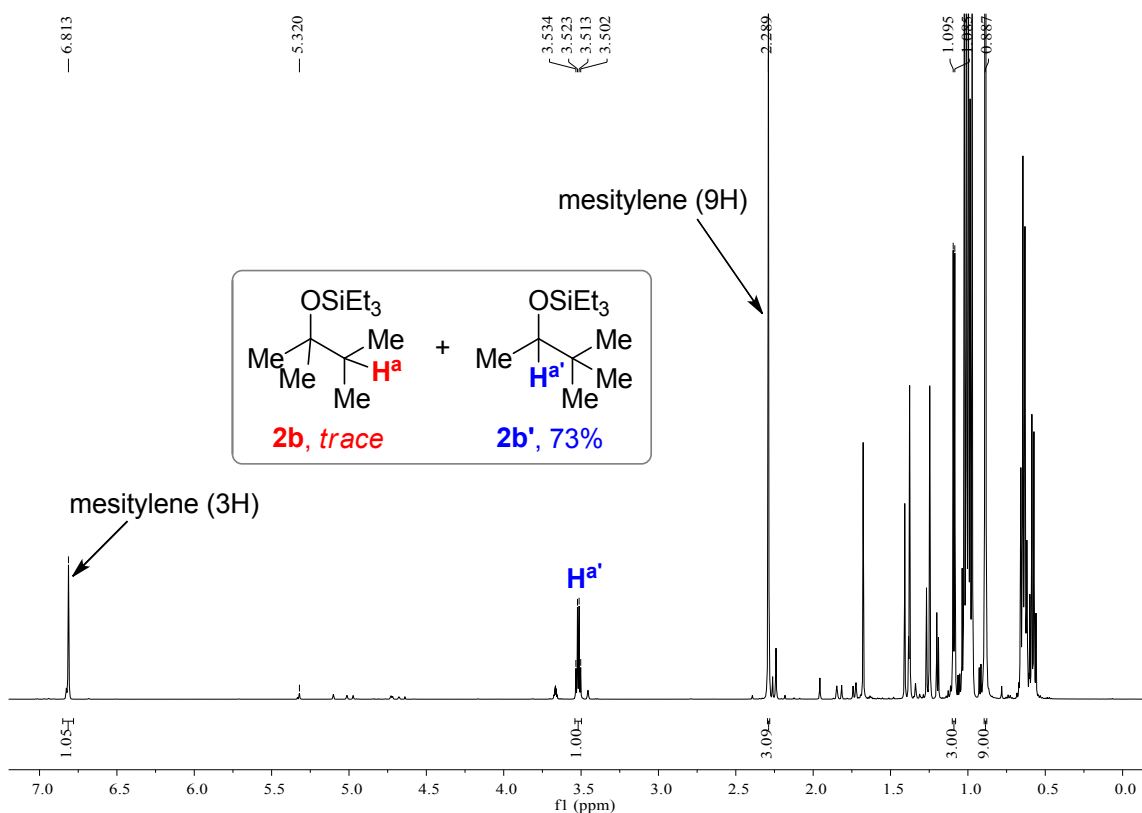 6.813
5.320
3.534
3.523
3.513
3.502
2.289
1.095
1.085
0.887
mesitylene (9H)
OSiEt3
Me
Me
Me
Ha
Me
2b, trace
+
OSiEt3
Me
Me
Ha'
Me
Me
2b', 73%
mesitylene (3H)
Ha'
1.05
1.00
3.09
3.00
9.00
7.0 6.5 6.0 5.5 5.0 4.5 4.0 3.5 3.0 2.5 2.0 1.5 1.0 0.5 0.0
f1 (ppm)